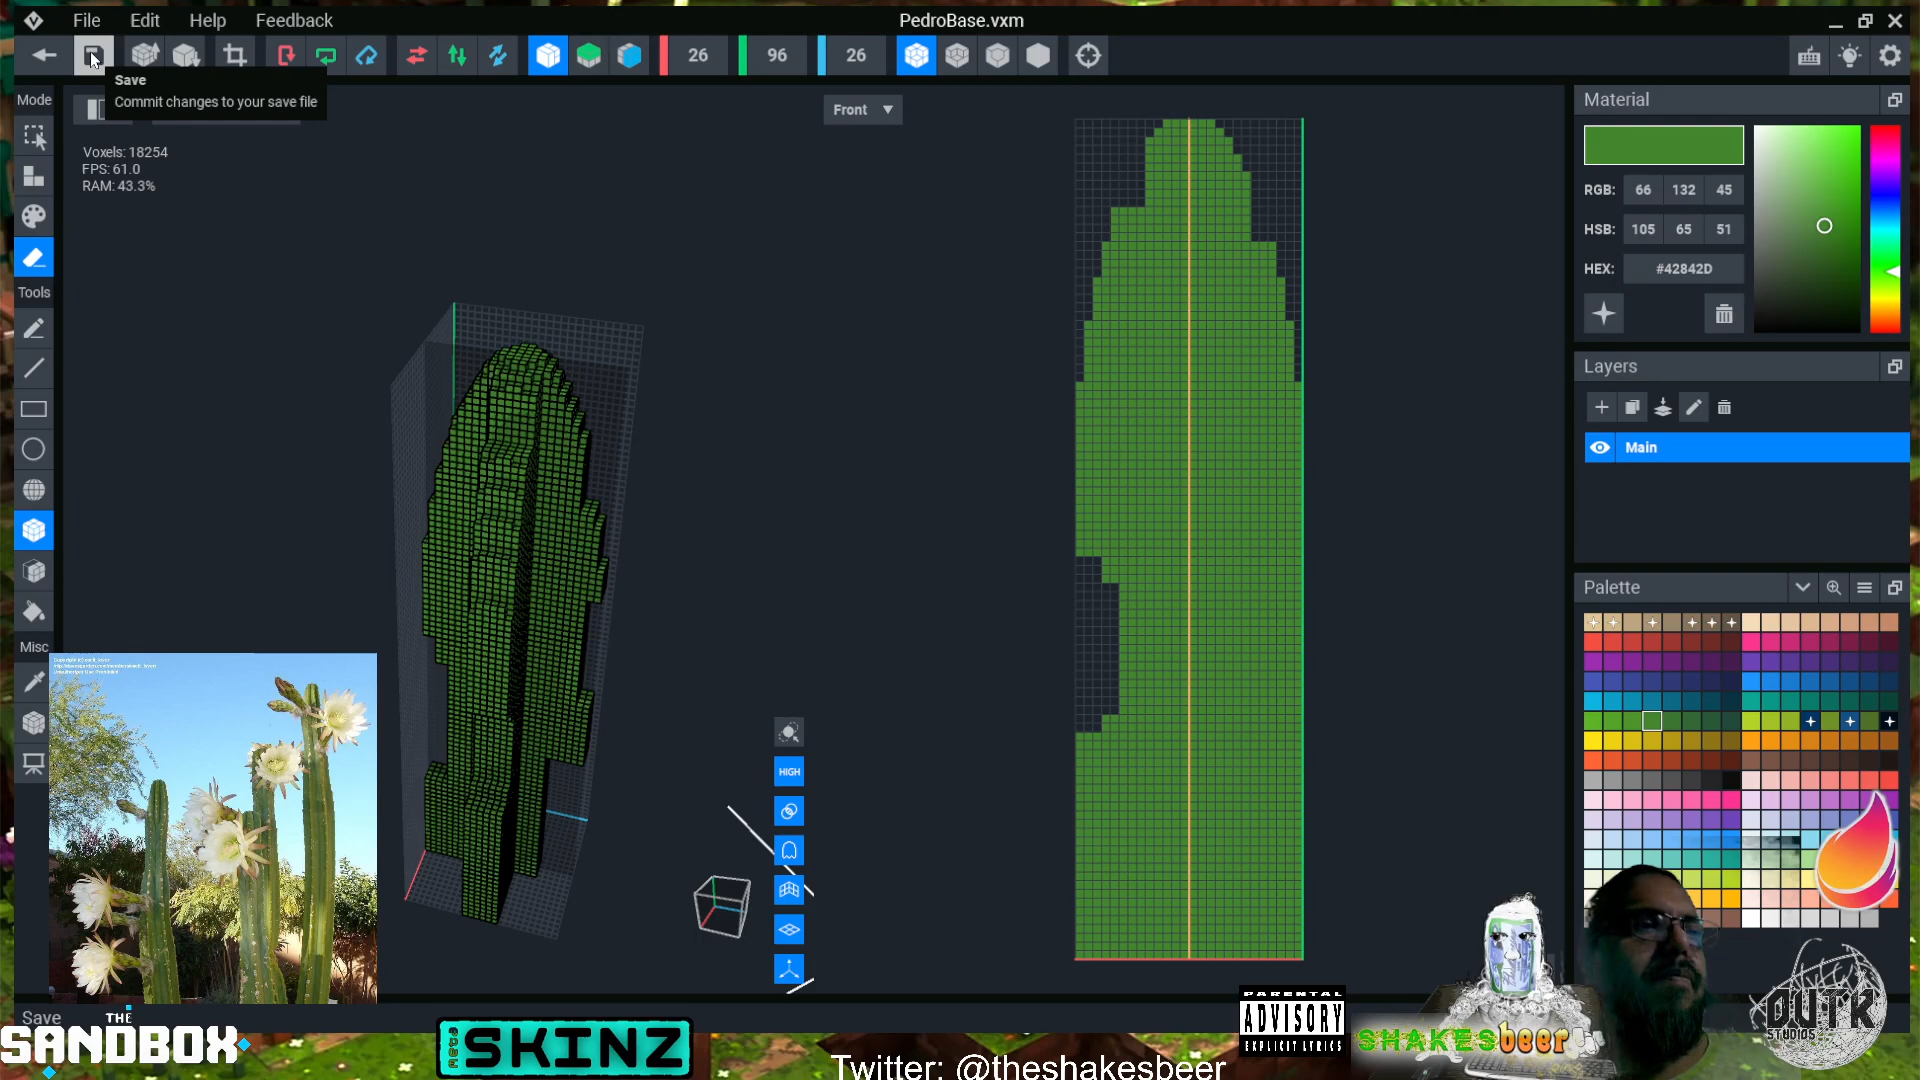 File Edit Help Feedback
PedroBase.vxm
26 96 26
Save
Commit changes to your save file
Mode
Front
Voxels: 18254
FPS: 61.0
RAM: 43.3%
Tools
Misc
HIGH
Material
RGB: 66 132 45
HSB: 105 65 51
HEX: #42842D
Layers
Main
Palette
Save
THE
SANDBOX
SKINZ
Twitter: @theshakesbeer
PARENTAL
ADVISORY
EXPLICIT LYRICS
SHAKESbeer
DUTK
STUDIOS